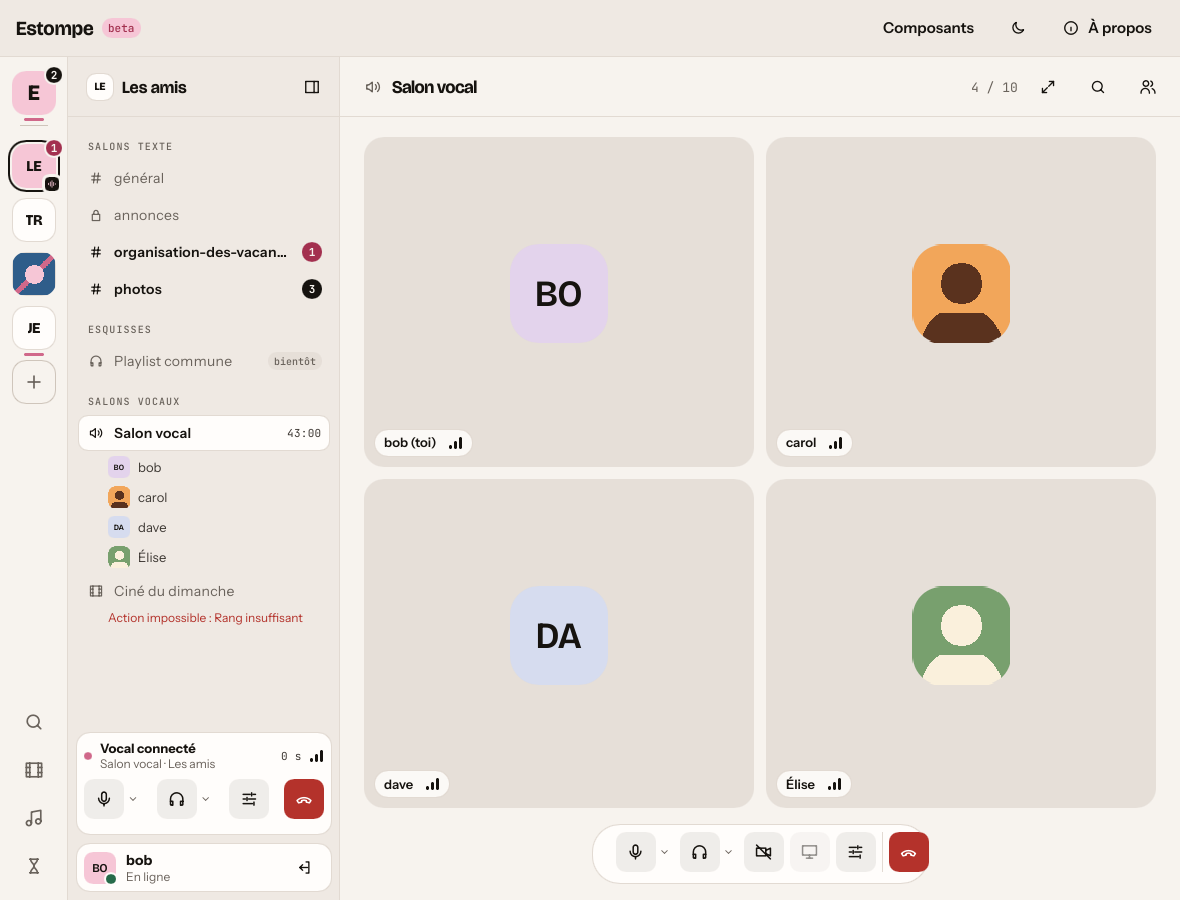 Estompe beta
Composants
À propos
E 2
LE 1
TR
JE
LE Les amis
SALONS TEXTE
général
annonces
organisation-des-vacan... 1
photos 3
ESQUISSES
Playlist commune bientôt
SALONS VOCAUX
Salon vocal 43:00
BO bob
carol
DA dave
Élise
Ciné du dimanche
Action impossible : Rang insuffisant
Vocal connecté
Salon vocal · Les amis
0 s
BO bob
En ligne
Salon vocal
4 / 10
BO
bob (toi)
carol
DA
dave
Élise